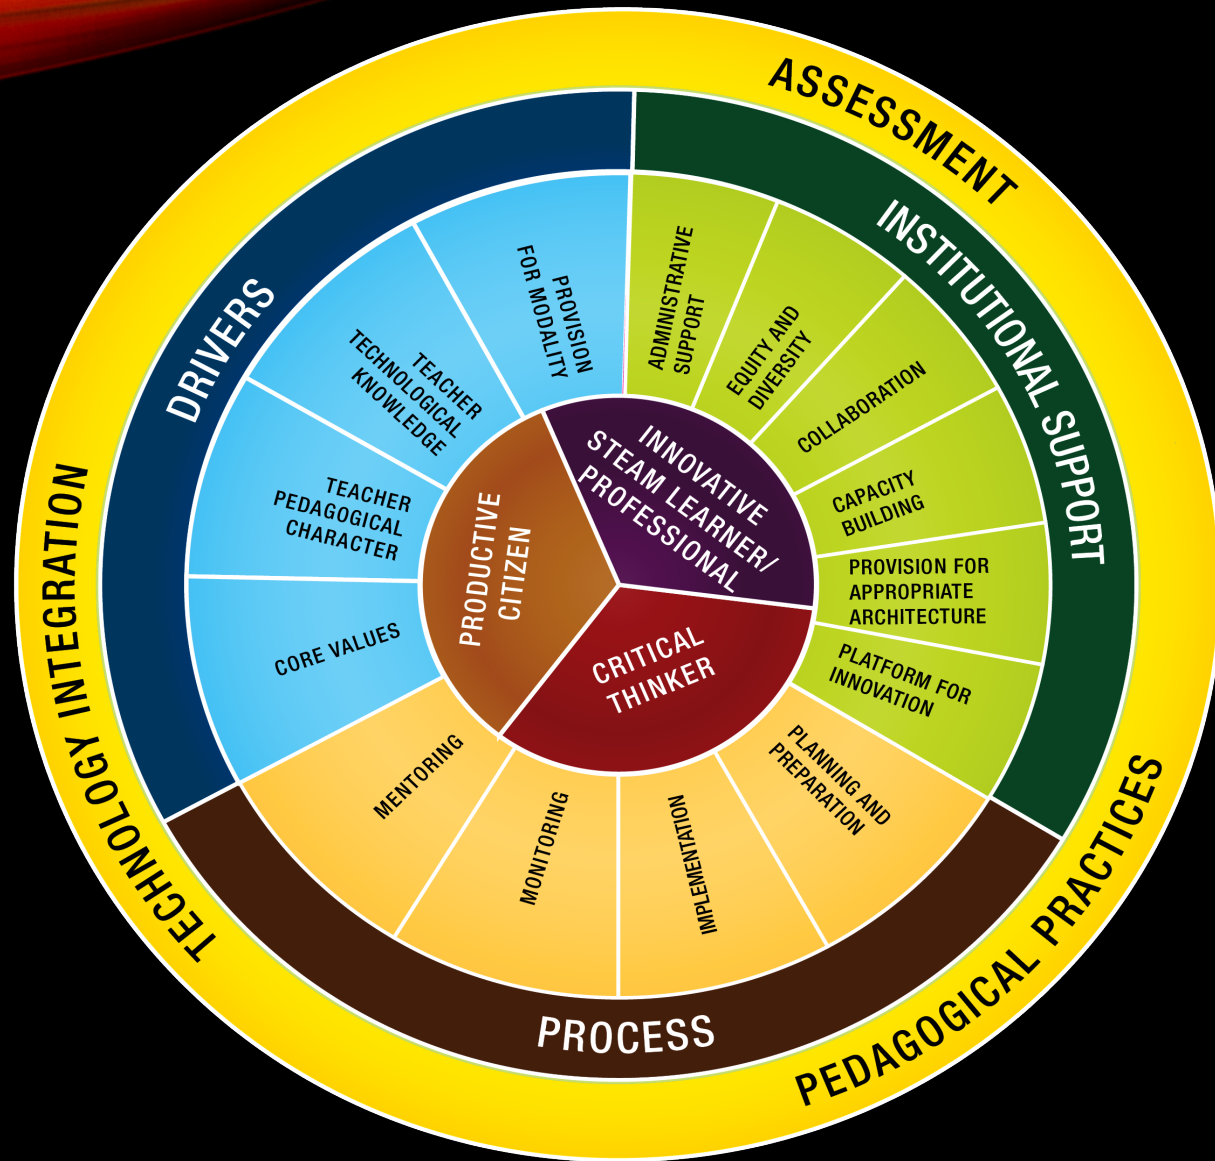 ASSESSMENT
PEDAGOGICAL PRACTICES
TECHNOLOGY INTEGRATION
DRIVERS
INSTITUTIONAL SUPPORT
PROCESS
PROVISION
FOR MODALITY
TEACHER
TECHNOLOGICAL
KNOWLEDGE
TEACHER
PEDAGOGICAL
CHARACTER
CORE VALUES
ADMINISTRATIVE
SUPPORT
EQUITY AND
DIVERSITY
COLLABORATION
CAPACITY
BUILDING
PROVISION FOR
APPROPRIATE
ARCHITECTURE
PLATFORM FOR
INNOVATION
PLANNING AND
PREPARATION
IMPLEMENTATION
MONITORING
MENTORING
INNOVATIVE
STEAM LEARNER/
PROFESSIONAL
CRITICAL
THINKER
PRODUCTIVE
CITIZEN